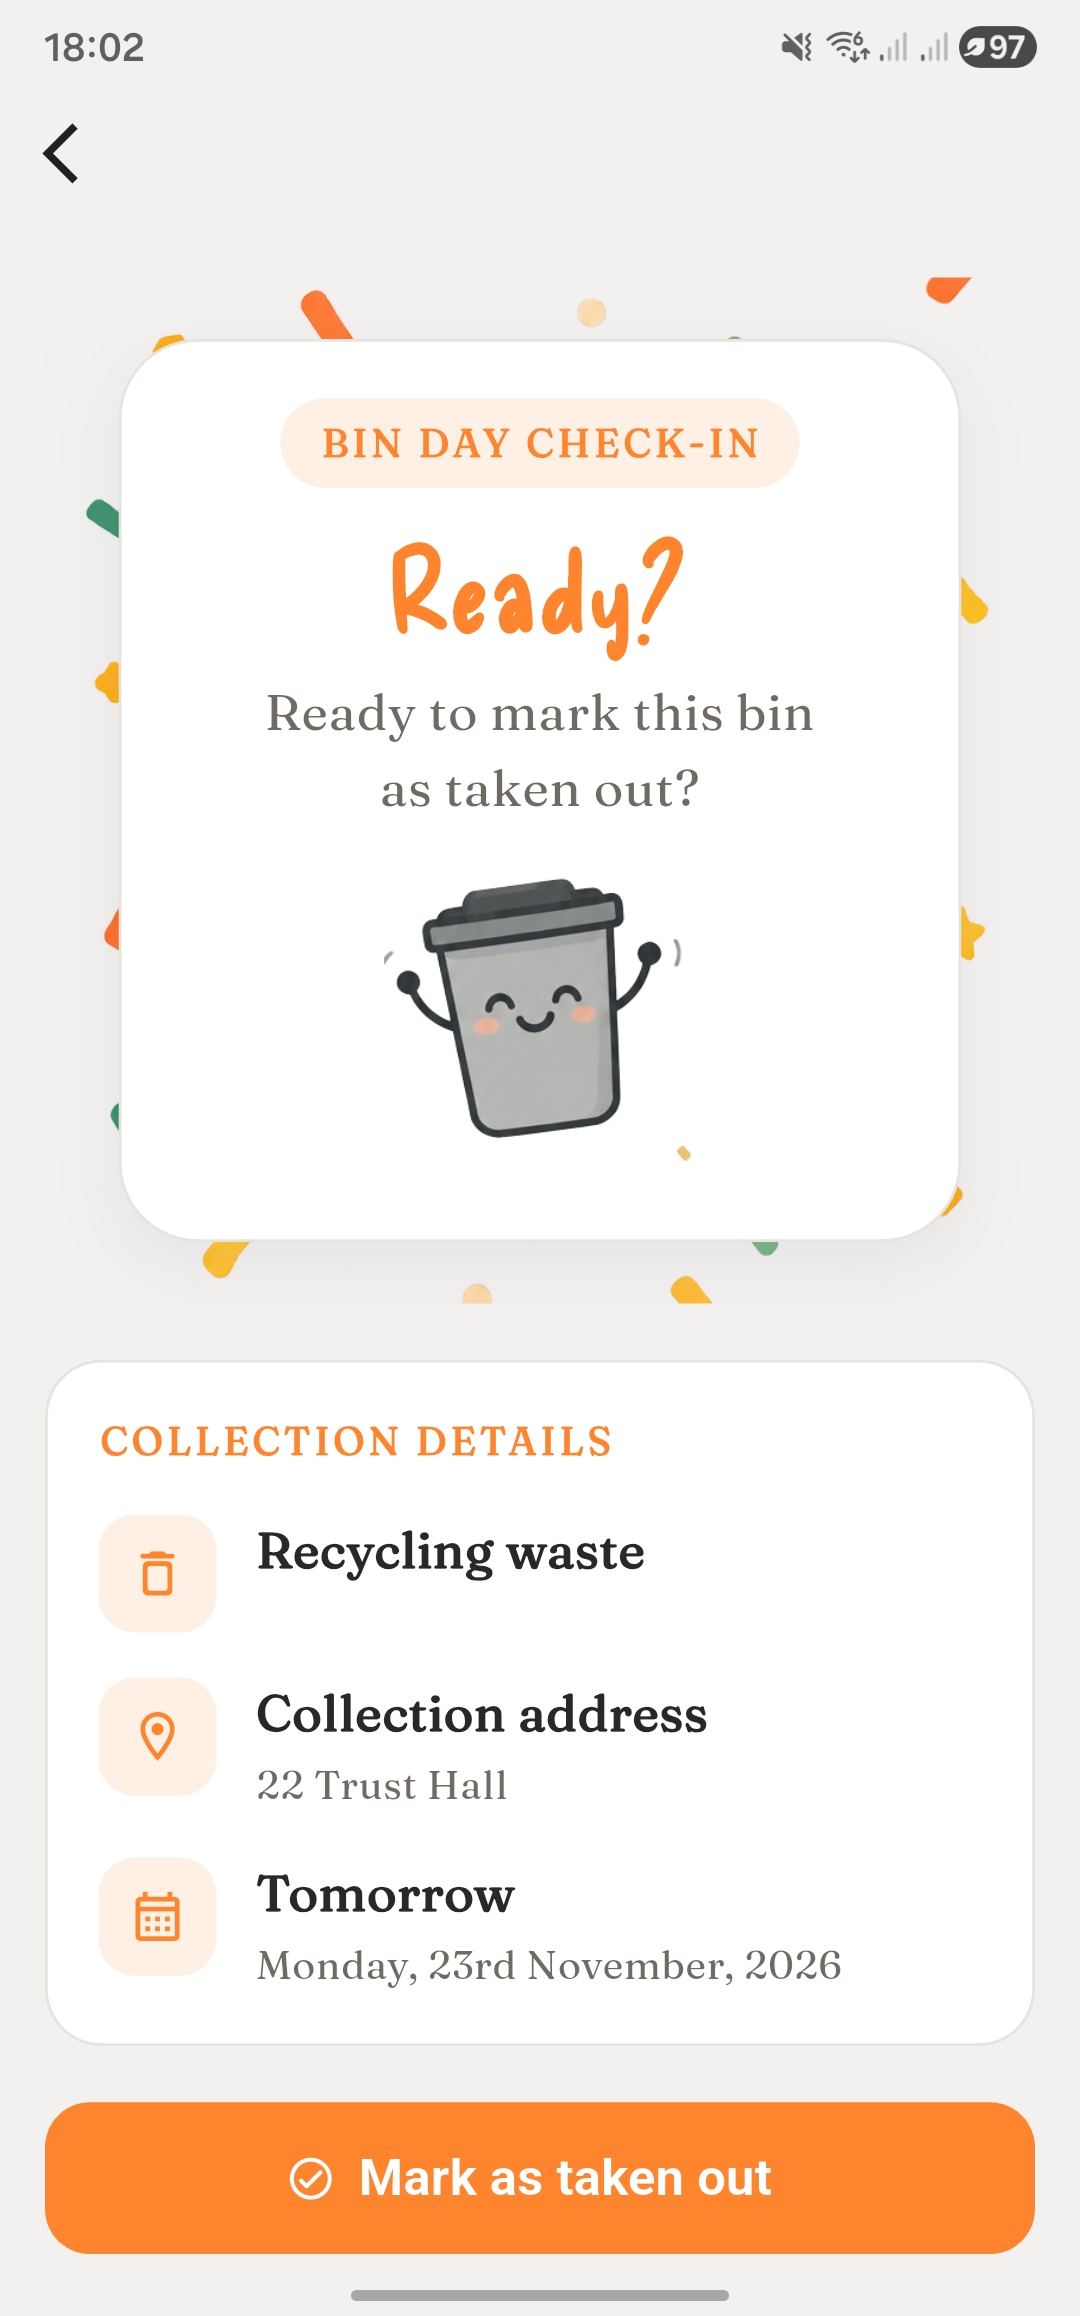 18:02
6
97
BIN DAY CHECK-IN
Ready?
Ready to mark this bin
as taken out?
COLLECTION DETAILS
Recycling waste
Collection address
22 Trust Hall
Tomorrow
Monday, 23rd November, 2026
Mark as taken out